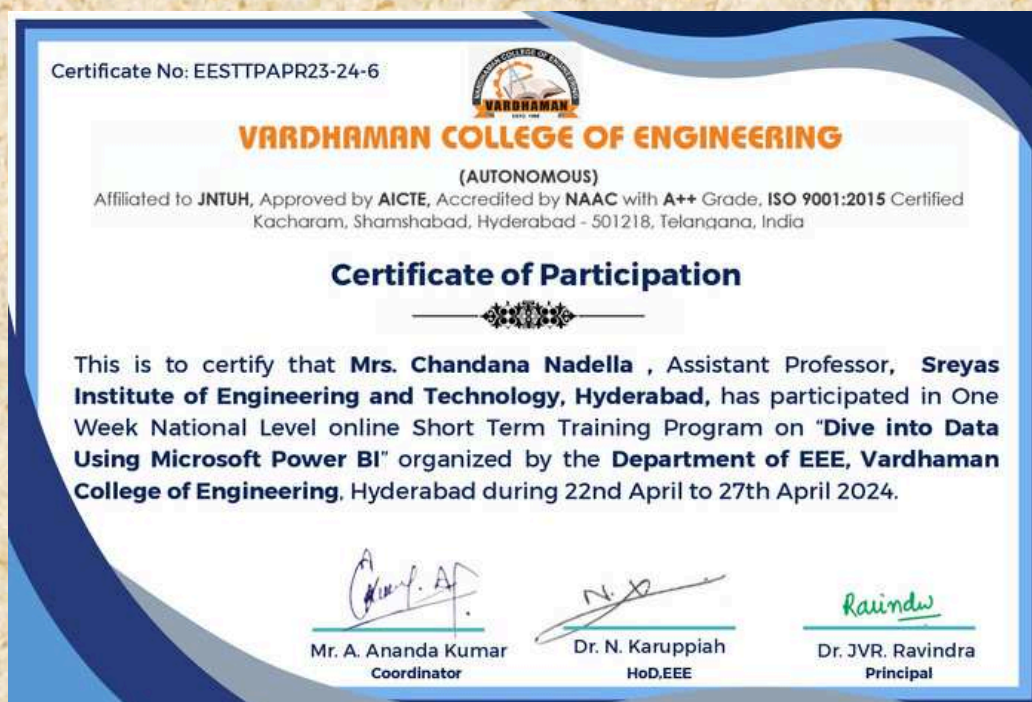 Certificate No: EESTTPAPR23-24-6
VARDHAMAN COLLEGE OF ENGINEERING
VARDHAMAN
VARDHAMAN COLLEGE OF ENGINEERING
(AUTONOMOUS)
Affiliated to JNTUH, Approved by AICTE, Accredited by NAAC with A++ Grade, ISO 9001:2015 Certified
Kacharam, Shamshabad, Hyderabad - 501218, Telangana, India
Certificate of Participation
This is to certify that Mrs. Chandana Nadella , Assistant Professor, Sreyas
Institute of Engineering and Technology, Hyderabad, has participated in One
Week National Level online Short Term Training Program on "Dive into Data
Using Microsoft Power BI" organized by the Department of EEE, Vardhaman
College of Engineering, Hyderabad during 22nd April to 27th April 2024.
Ravindra
Mr. A. Ananda Kumar
Coordinator
Dr. N. Karuppiah
HoD,EEE
Dr. JVR. Ravindra
Principal